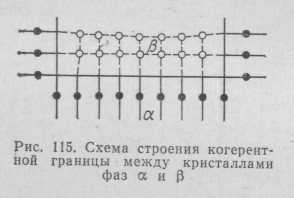 β
α
Рис. 115. Схема строения когерент-
ной границы между кристаллами
фаз α и β